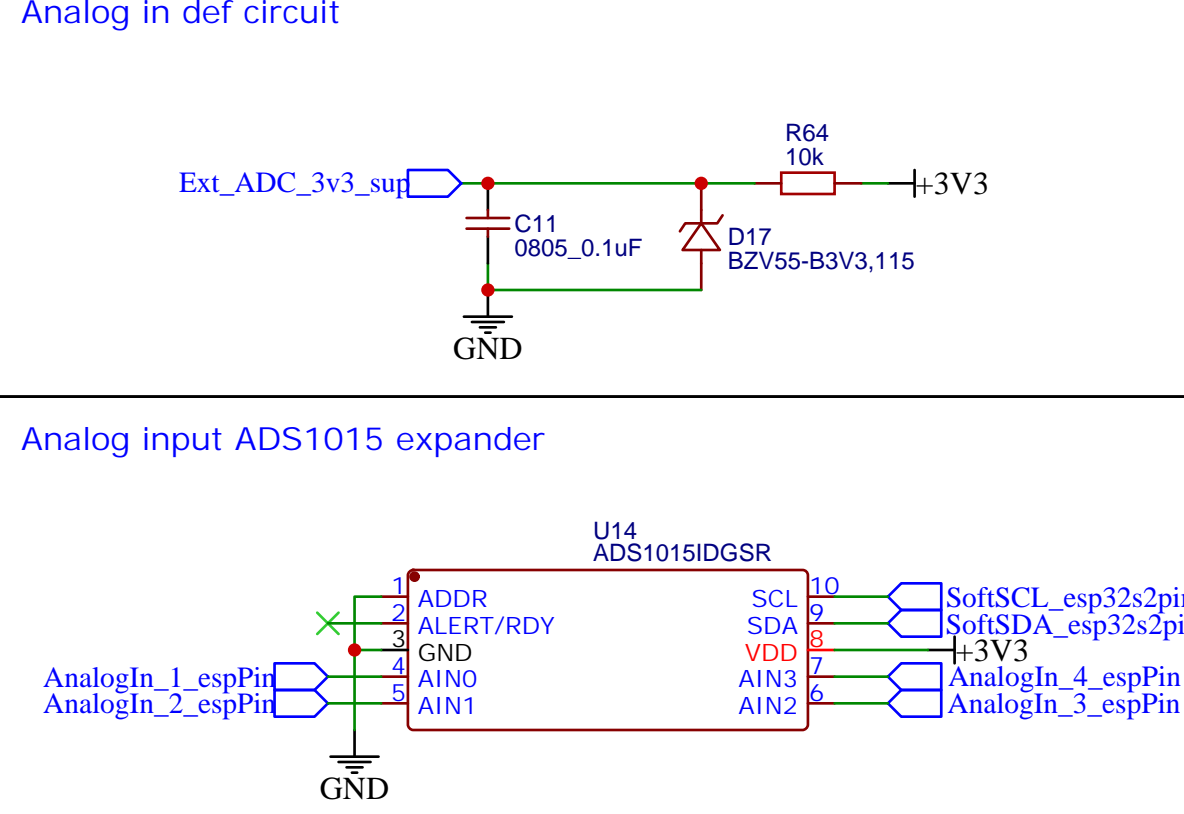 Analog in def circuit
R64
10k
Ext_ADC_3v3_sup
+3V3
C11
0805_0.1uF
D17
BZV55-B3V3,115
GND
Analog input ADS1015 expander
U14
ADS1015IDGSR
1 ADDR SCL 10 SoftSCL_esp32s2pin
2 ALERT/RDY SDA 9 SoftSDA_esp32s2pi
3 GND VDD 8 +3V3
AnalogIn_1_espPin 4 AIN0 AIN3 7 AnalogIn_4_espPin
AnalogIn_2_espPin 5 AIN1 AIN2 6 AnalogIn_3_espPin
GND